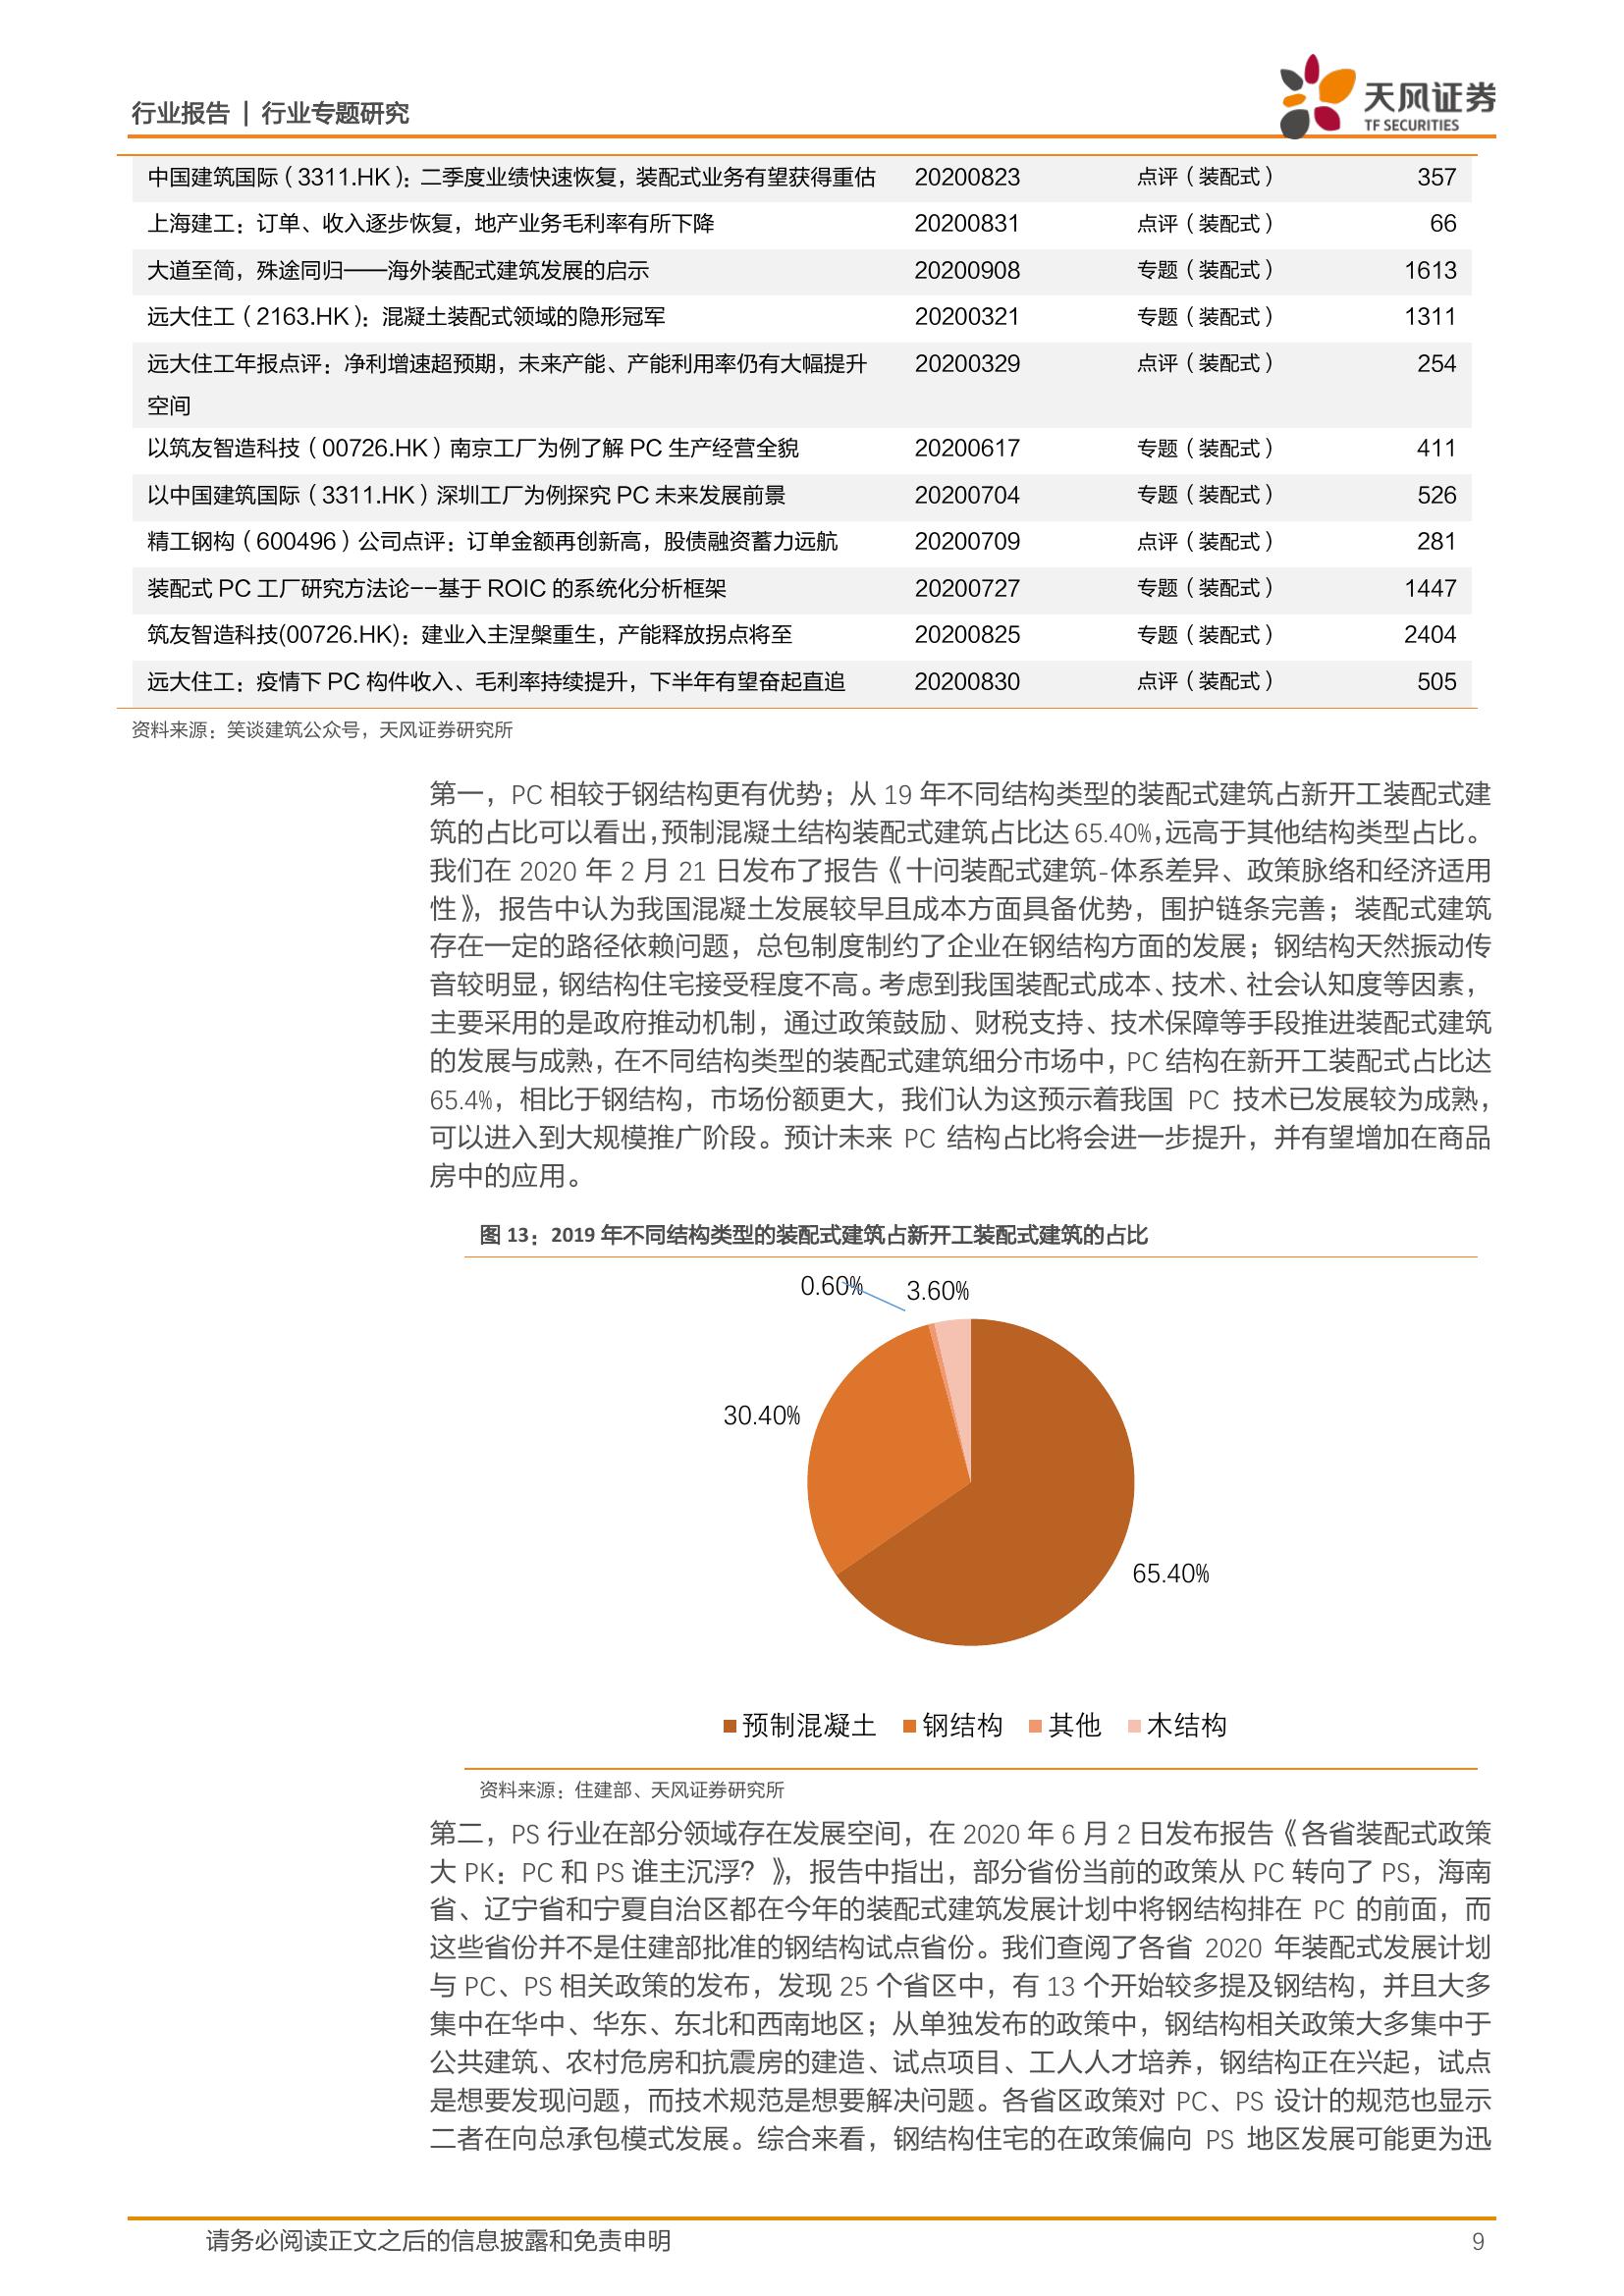 行业报告 | 行业专题研究
天风证券
TF SECURITIES
中国建筑国际（3311.HK）：二季度业绩快速恢复，装配式业务有望获得重估 20200823 点评（装配式） 357
上海建工：订单、收入逐步恢复，地产业务毛利率有所下降 20200831 点评（装配式） 66
大道至简，殊途同归——海外装配式建筑发展的启示 20200908 专题（装配式） 1613
远大住工（2163.HK）：混凝土装配式领域的隐形冠军 20200321 专题（装配式） 1311
远大住工年报点评：净利增速超预期，未来产能、产能利用率仍有大幅提升 20200329 点评（装配式） 254
空间
以筑友智造科技（00726.HK）南京工厂为例了解 PC 生产经营全貌 20200617 专题（装配式） 411
以中国建筑国际（3311.HK）深圳工厂为例探究 PC 未来发展前景 20200704 专题（装配式） 526
精工钢构（600496）公司点评：订单金额再创新高，股债融资蓄力远航 20200709 点评（装配式） 281
装配式 PC 工厂研究方法论--基于 ROIC 的系统化分析框架 20200727 专题（装配式） 1447
筑友智造科技(00726.HK)：建业入主涅槃重生，产能释放拐点将至 20200825 专题（装配式） 2404
远大住工：疫情下 PC 构件收入、毛利率持续提升，下半年有望奋起直追 20200830 点评（装配式） 505
资料来源：笑谈建筑公众号，天风证券研究所
第一，PC 相较于钢结构更有优势；从 19 年不同结构类型的装配式建筑占新开工装配式建
筑的占比可以看出，预制混凝土结构装配式建筑占比达 65.40%，远高于其他结构类型占比。
我们在 2020 年 2 月 21 日发布了报告《十问装配式建筑-体系差异、政策脉络和经济适用
性》，报告中认为我国混凝土发展较早且成本方面具备优势，围护链条完善；装配式建筑
存在一定的路径依赖问题，总包制度制约了企业在钢结构方面的发展；钢结构天然振动传
音较明显，钢结构住宅接受程度不高。考虑到我国装配式成本、技术、社会认知度等因素，
主要采用的是政府推动机制，通过政策鼓励、财税支持、技术保障等手段推进装配式建筑
的发展与成熟，在不同结构类型的装配式建筑细分市场中，PC 结构在新开工装配式占比达
65.4%，相比于钢结构，市场份额更大，我们认为这预示着我国 PC 技术已发展较为成熟，
可以进入到大规模推广阶段。预计未来 PC 结构占比将会进一步提升，并有望增加在商品
房中的应用。
图 13：2019 年不同结构类型的装配式建筑占新开工装配式建筑的占比
0.60% 3.60%
30.40%
65.40%
预制混凝土 钢结构 其他 木结构
资料来源：住建部、天风证券研究所
第二，PS 行业在部分领域存在发展空间，在 2020 年 6 月 2 日发布报告《各省装配式政策
大 PK：PC 和 PS 谁主沉浮？》，报告中指出，部分省份当前的政策从 PC 转向了 PS，海南
省、辽宁省和宁夏自治区都在今年的装配式建筑发展计划中将钢结构排在 PC 的前面，而
这些省份并不是住建部批准的钢结构试点省份。我们查阅了各省 2020 年装配式发展计划
与 PC、PS 相关政策的发布，发现 25 个省区中，有 13 个开始较多提及钢结构，并且大多
集中在华中、华东、东北和西南地区；从单独发布的政策中，钢结构相关政策大多集中于
公共建筑、农村危房和抗震房的建造、试点项目、工人人才培养，钢结构正在兴起，试点
是想要发现问题，而技术规范是想要解决问题。各省区政策对 PC、PS 设计的规范也显示
二者在向总承包模式发展。综合来看，钢结构住宅的在政策偏向 PS 地区发展可能更为迅
请务必阅读正文之后的信息披露和免责申明 9